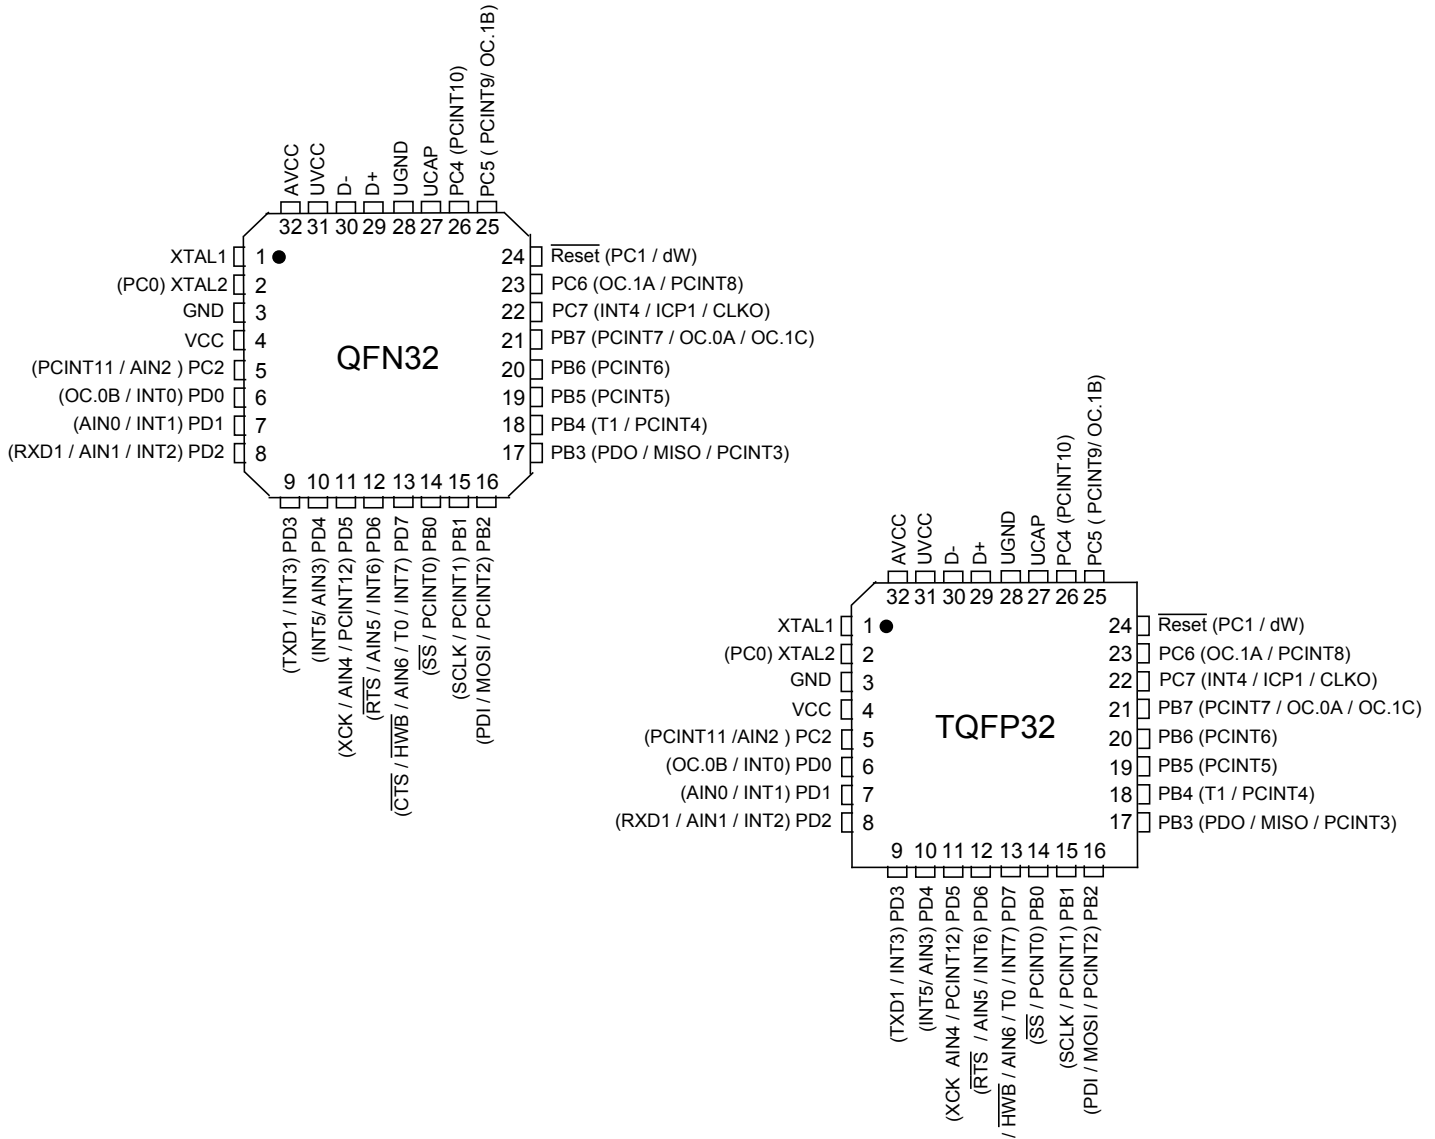 AVCC
UVCC
D-
D+
UGND
UCAP
PC4 (PCINT10)
PC5 ( PCINT9/ OC.1B)
32 31 30 29 28 27 26 25
XTAL1 1
(PC0) XTAL2 2
GND 3
VCC 4
(PCINT11 / AIN2 ) PC2 5
(OC.0B / INT0) PD0 6
(AIN0 / INT1) PD1 7
(RXD1 / AIN1 / INT2) PD2 8
QFN32
24 Reset (PC1 / dW)
23 PC6 (OC.1A / PCINT8)
22 PC7 (INT4 / ICP1 / CLKO)
21 PB7 (PCINT7 / OC.0A / OC.1C)
20 PB6 (PCINT6)
19 PB5 (PCINT5)
18 PB4 (T1 / PCINT4)
17 PB3 (PDO / MISO / PCINT3)
9 10 11 12 13 14 15 16
(TXD1 / INT3) PD3
(INT5/ AIN3) PD4
(XCK / AIN4 / PCINT12) PD5
(RTS / AIN5 / INT6) PD6
(CTS / HWB / AIN6 / T0 / INT7) PD7
(SS / PCINT0) PB0
(SCLK / PCINT1) PB1
(PDI / MOSI / PCINT2) PB2
AVCC
UVCC
D-
D+
UGND
UCAP
PC4 (PCINT10)
PC5 ( PCINT9/ OC.1B)
32 31 30 29 28 27 26 25
XTAL1 1
(PC0) XTAL2 2
GND 3
VCC 4
(PCINT11 /AIN2 ) PC2 5
(OC.0B / INT0) PD0 6
(AIN0 / INT1) PD1 7
(RXD1 / AIN1 / INT2) PD2 8
TQFP32
24 Reset (PC1 / dW)
23 PC6 (OC.1A / PCINT8)
22 PC7 (INT4 / ICP1 / CLKO)
21 PB7 (PCINT7 / OC.0A / OC.1C)
20 PB6 (PCINT6)
19 PB5 (PCINT5)
18 PB4 (T1 / PCINT4)
17 PB3 (PDO / MISO / PCINT3)
9 10 11 12 13 14 15 16
(TXD1 / INT3) PD3
(INT5/ AIN3) PD4
(XCK AIN4 / PCINT12) PD5
(RTS / AIN5 / INT6) PD6
/ HWB / AIN6 / T0 / INT7) PD7
(SS / PCINT0) PB0
(SCLK / PCINT1) PB1
(PDI / MOSI / PCINT2) PB2